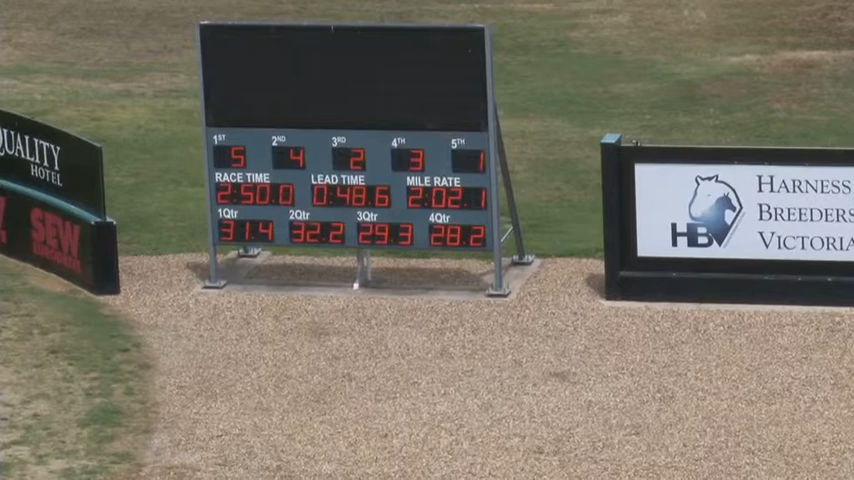 QUALITY
HOTEL
SEW
1ST 2ND 3RD 4TH 5TH
5 4 2 3 1
RACE TIME LEAD TIME MILE RATE
2:50.0 0:48.6 2:02.1
1Qtr 2Qtr 3Qtr 4Qtr
31.4 32.2 29.3 28.2
HBV
HARNESS
BREEDERS
VICTORIA